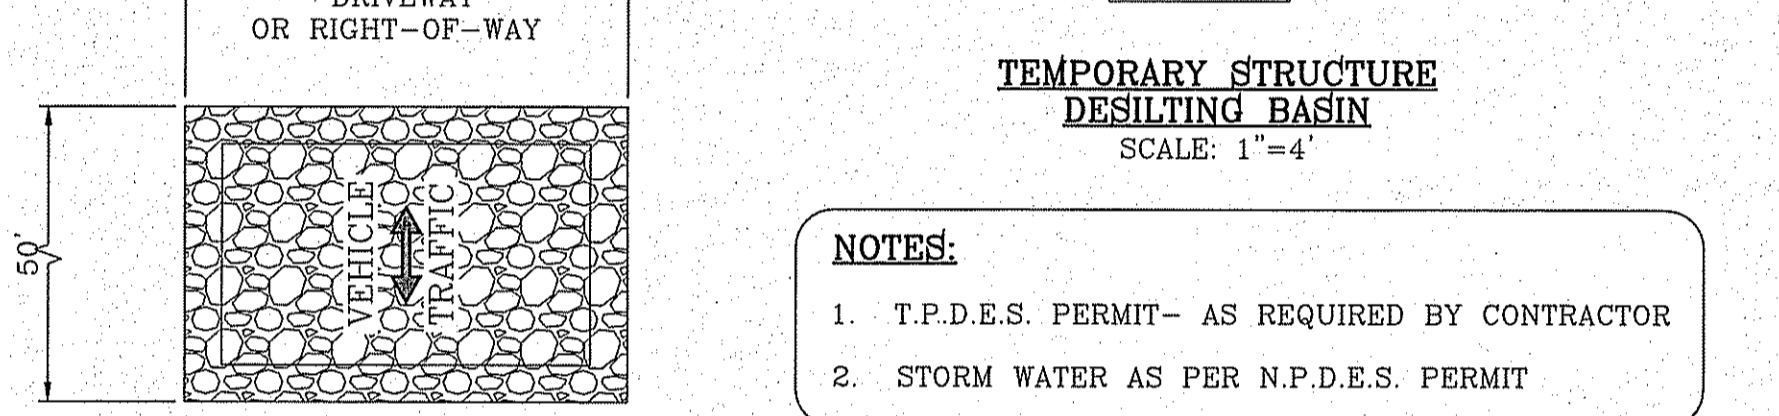 DRIVEWAY
OR RIGHT-OF-WAY
50'
VEHICLE
TRAFFIC
TEMPORARY STRUCTURE
DESILTING BASIN
SCALE: 1"=4'
NOTES:
1. T.P.D.E.S. PERMIT- AS REQUIRED BY CONTRACTOR
2. STORM WATER AS PER N.P.D.E.S. PERMIT